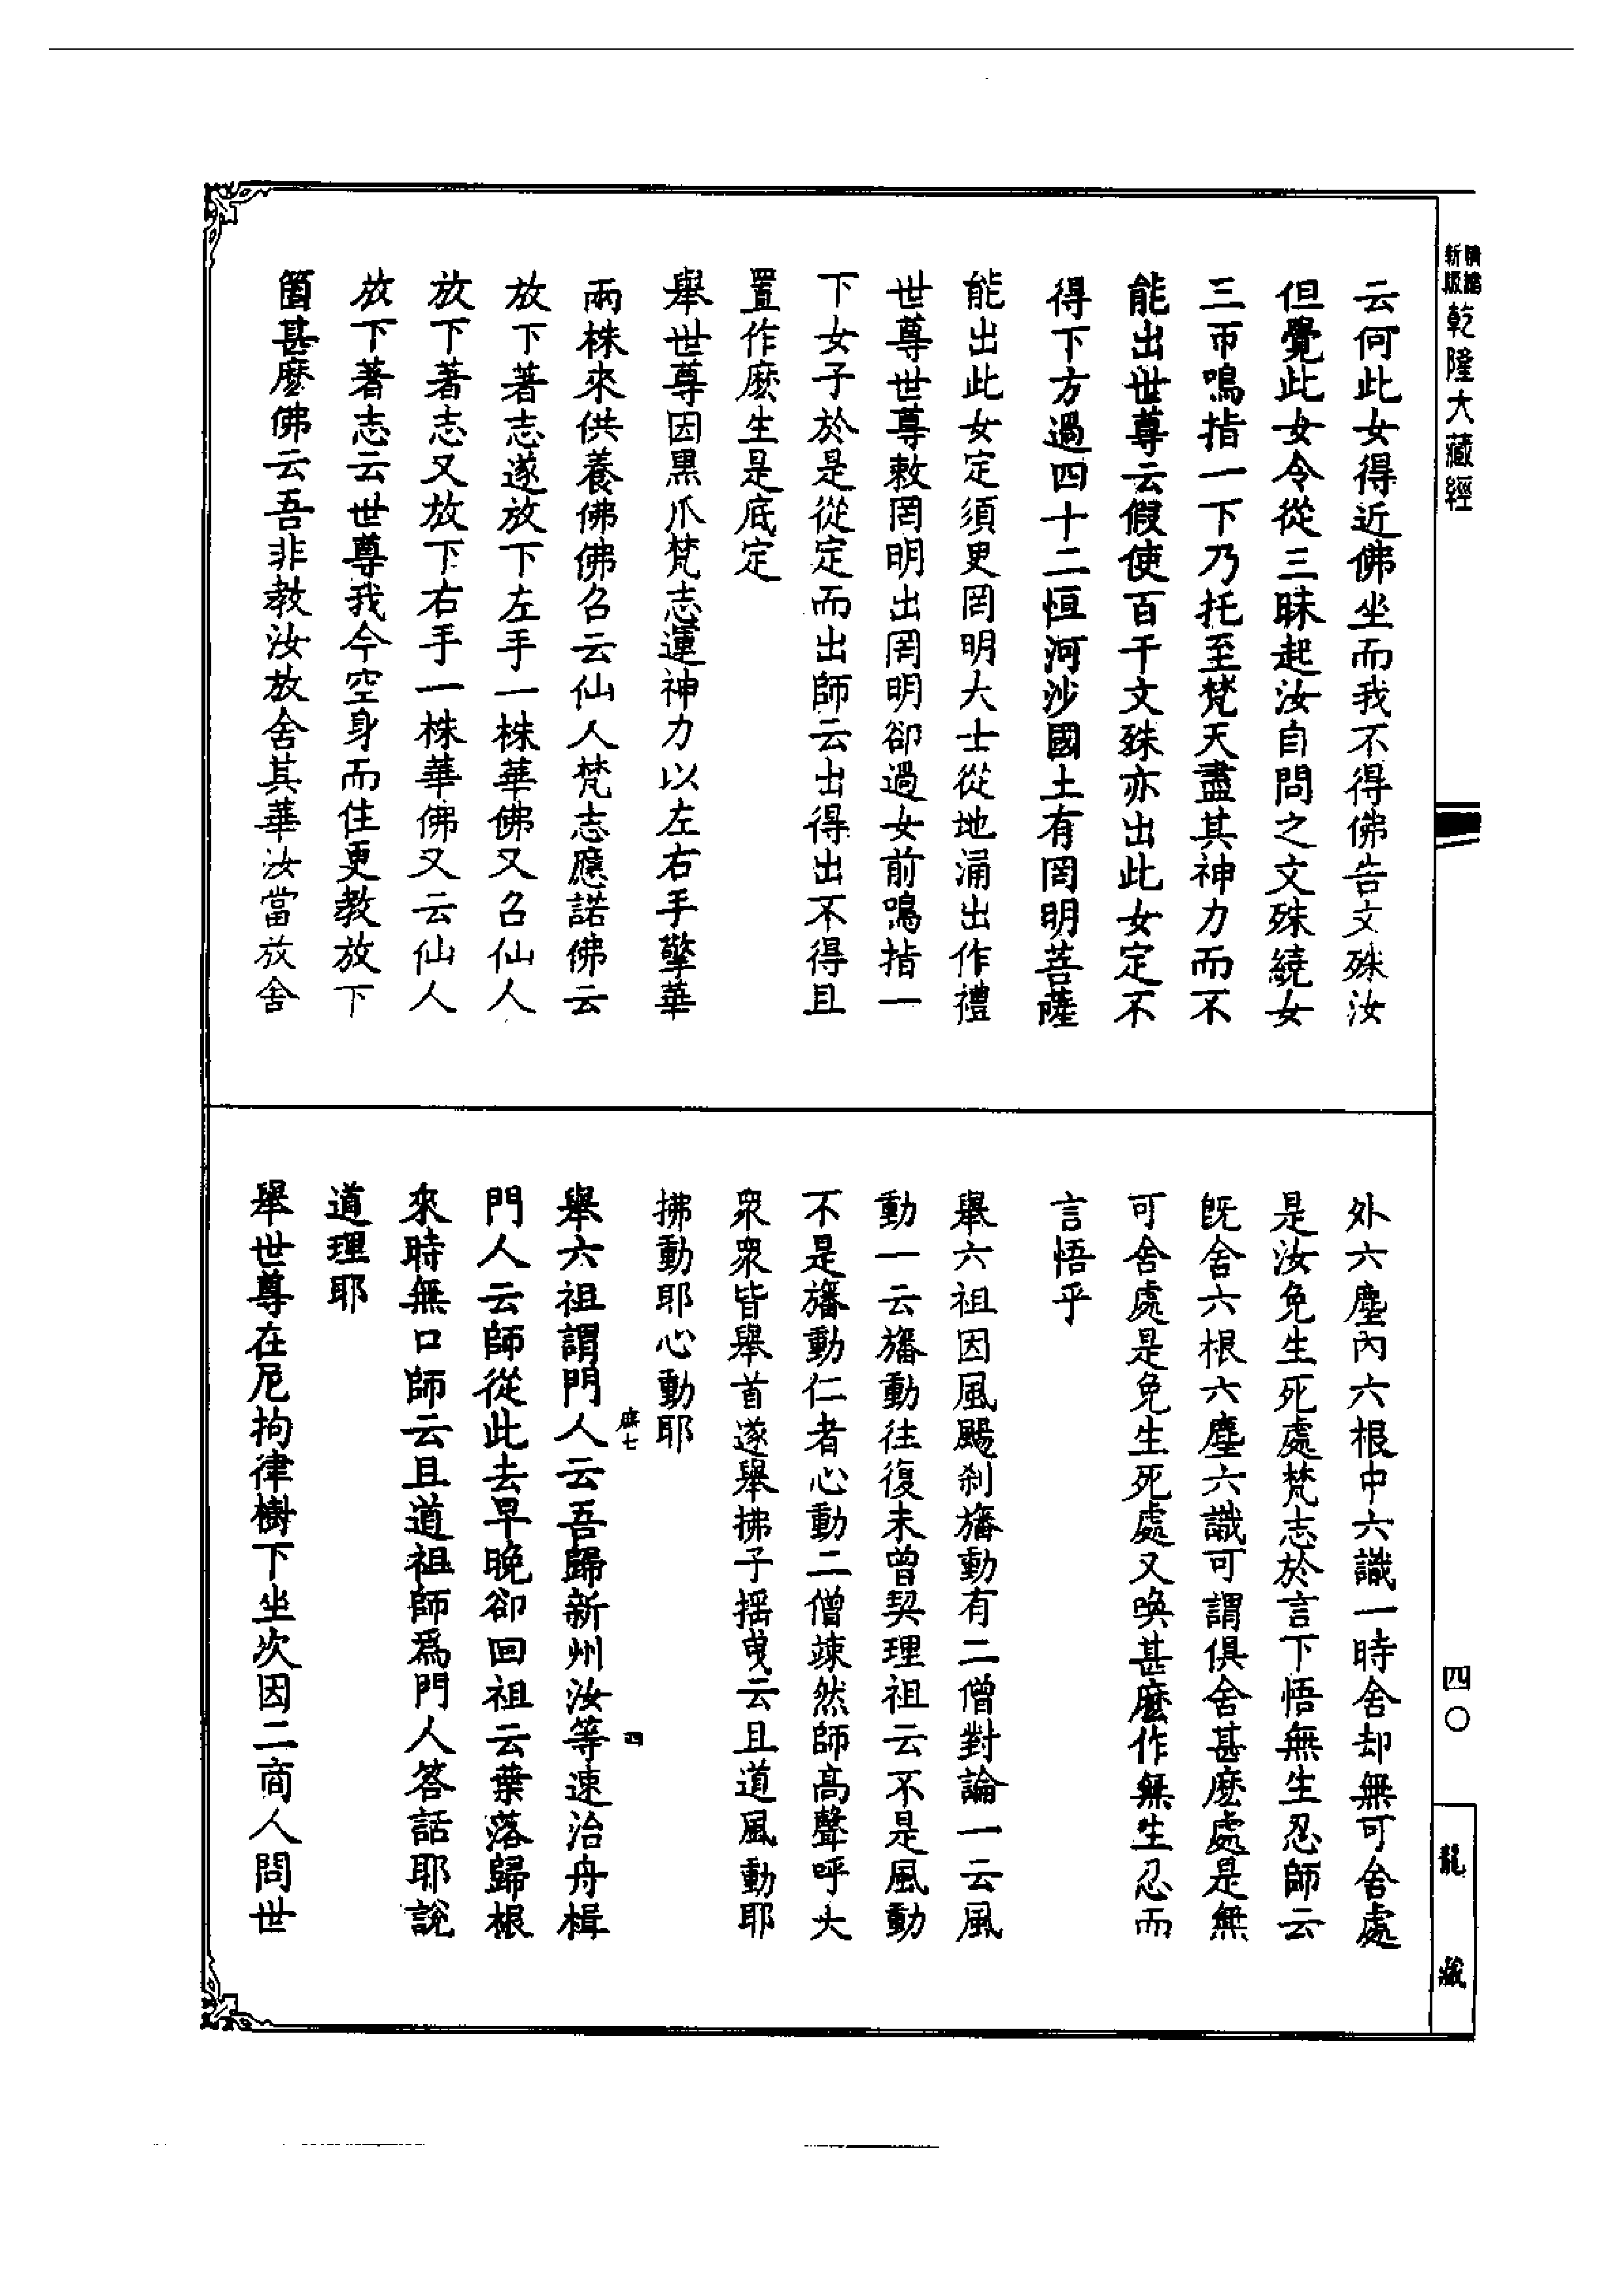 新版
乾隆大藏經
四〇
龍藏
云何此女得近佛坐而我不得佛告文殊汝
但覺此女令從三昧起汝自問之文殊繞女
三帀鳴指一下乃托至梵天盡其神力而不
能出世尊云假使百千文殊亦出此女定不
得下方過四十二恒河沙國土有罔明菩薩
能出此女定須更罔明大士從地涌出作禮
世尊世尊敕罔明出罔明卻過女前鳴指一
下女子於是從定而出師云出得出不得且
置作麽生是底定
舉世尊因黑爪梵志運神力以左右手擎華
兩株來供養佛佛召云仙人梵志應諾佛云
放下著志遂放下左手一株華佛又召仙人
放下著志又放下右手一株華佛又云仙人
放下著志云世尊我今空身而住更教放下
箇甚麽佛云吾非教汝放舍其華汝當放舍
外六塵內六根中六識一時舍却無可舍處
是汝免生死處梵志於言下悟無生忍師云
旣舍六根六塵六識可謂俱舍甚麽處是無
可舍處是免生死處又喚甚麽作無生忍而
言悟乎
舉六祖因風颺刹旛動有二僧對論一云風
動一云旛動往復未曾契理祖云不是風動
不是旛動仁者心動二僧竦然師高聲呼大
眾眾皆舉首遂舉拂子搖曳云且道風動耶
拂動耶心動耶
四
舉六祖謂門人云吾歸新州汝等速治舟楫
門人云師從此去早晚卻回祖云葉落歸根
來時無口師云且道祖師爲門人答話耶說
道理耶
舉世尊在尼拘律樹下坐次因二商人問世